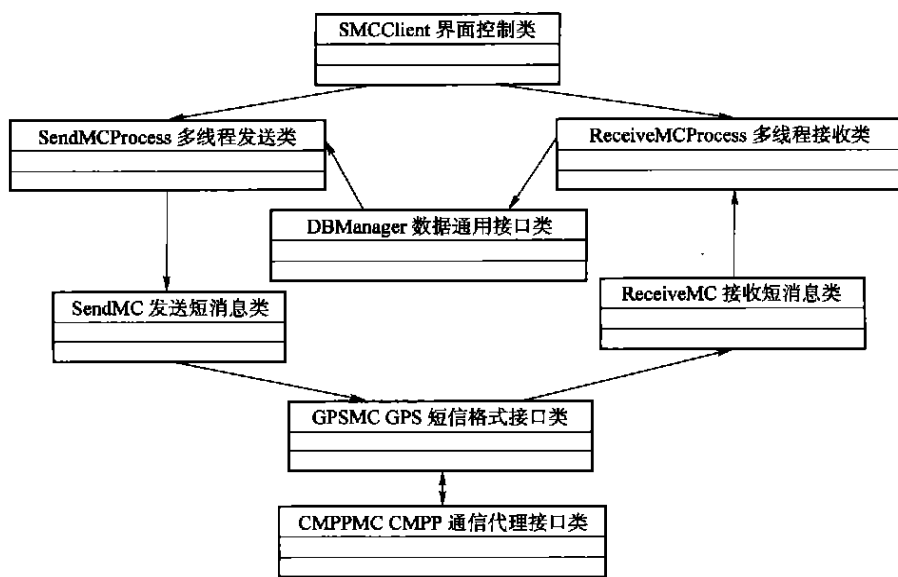 SMCClient 界面控制类
SendMCProcess 多线程发送类
ReceiveMCProcess 多线程接收类
DBManager 数据通用接口类
SendMC 发送短消息类
ReceiveMC 接收短消息类
GPSMC GPS 短信格式接口类
CMPPMC CMPP 通信代理接口类